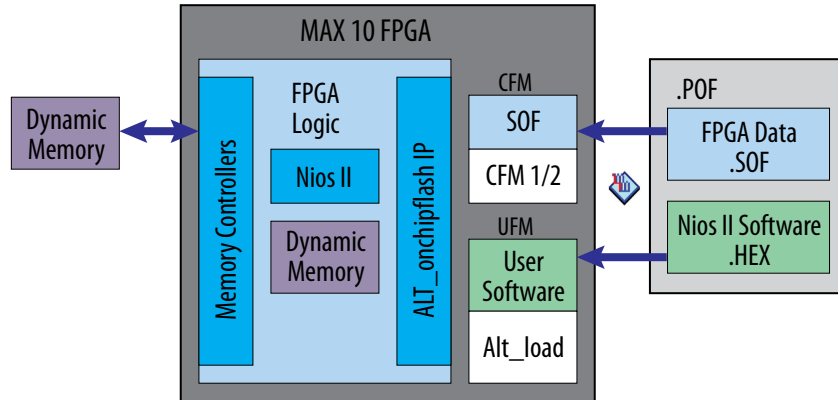 MAX 10 FPGA
Dynamic
Memory
Memory Controllers
FPGA
Logic
Nios II
Dynamic
Memory
ALT_onchipflash IP
CFM
SOF
CFM 1/2
UFM
User
Software
Alt_load
.POF
FPGA Data
.SOF
Nios II Software
.HEX